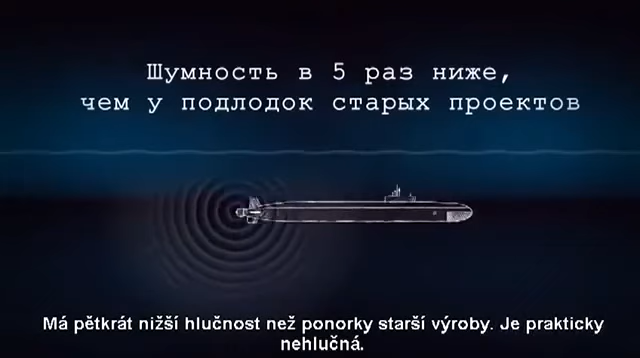 Шумность в 5 раз ниже,
чем у подлодок старых проектов
Má pětkrát nižší hlučnost než ponorky starší výroby. Je prakticky
nehlučná.